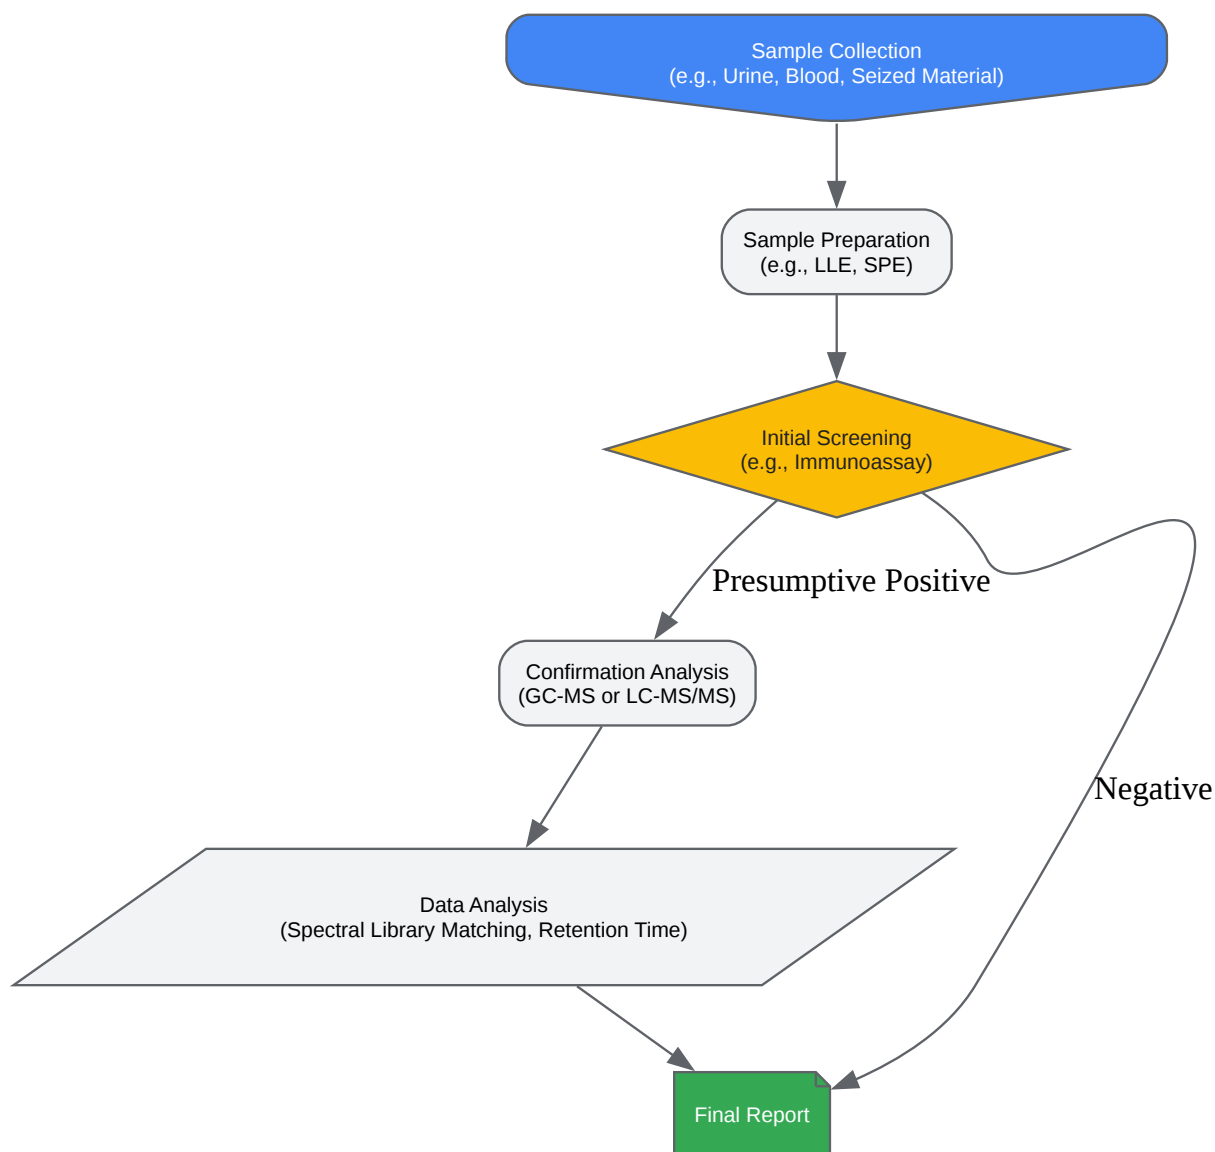 Sample Collection
(e.g., Urine, Blood, Seized Material)
Sample Preparation
(e.g., LLE, SPE)
Initial Screening
(e.g., Immunoassay)
Presumptive Positive
Confirmation Analysis
(GC-MS or LC-MS/MS)
Negative
Data Analysis
(Spectral Library Matching, Retention Time)
Final Report